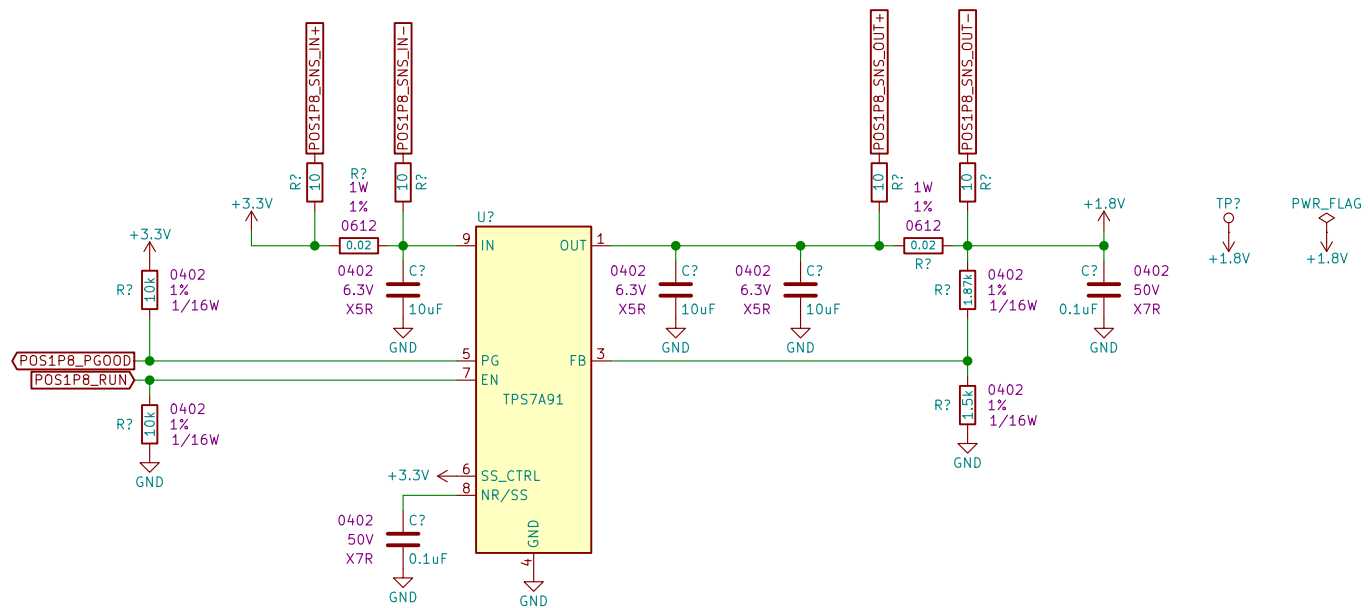 POS1P8_SNS_IN+
POS1P8_SNS_IN-
POS1P8_SNS_OUT+
POS1P8_SNS_OUT-
R?
10
10
R?
R?
1W
1%
0612
0.02
R?
10
10
R?
1W
1%
0612
0.02
R?
+3.3V
+3.3V
+1.8V
TP?
+1.8V
PWR_FLAG
+1.8V
R?
10k
0402
1%
1/16W
0402
6.3V
X5R
C?
10uF
GND
U?
9
IN
OUT
1
5
PG
FB
3
7
EN
TPS7A91
6
SS_CTRL
8
NR/SS
GND
4
GND
0402
6.3V
X5R
C?
10uF
GND
0402
6.3V
X5R
C?
10uF
GND
R?
1.87k
0402
1%
1/16W
C?
0.1uF
0402
50V
X7R
GND
POS1P8_PGOOD
POS1P8_RUN
R?
10k
0402
1%
1/16W
GND
R?
1.5k
0402
1%
1/16W
GND
+3.3V
0402
50V
X7R
C?
0.1uF
GND